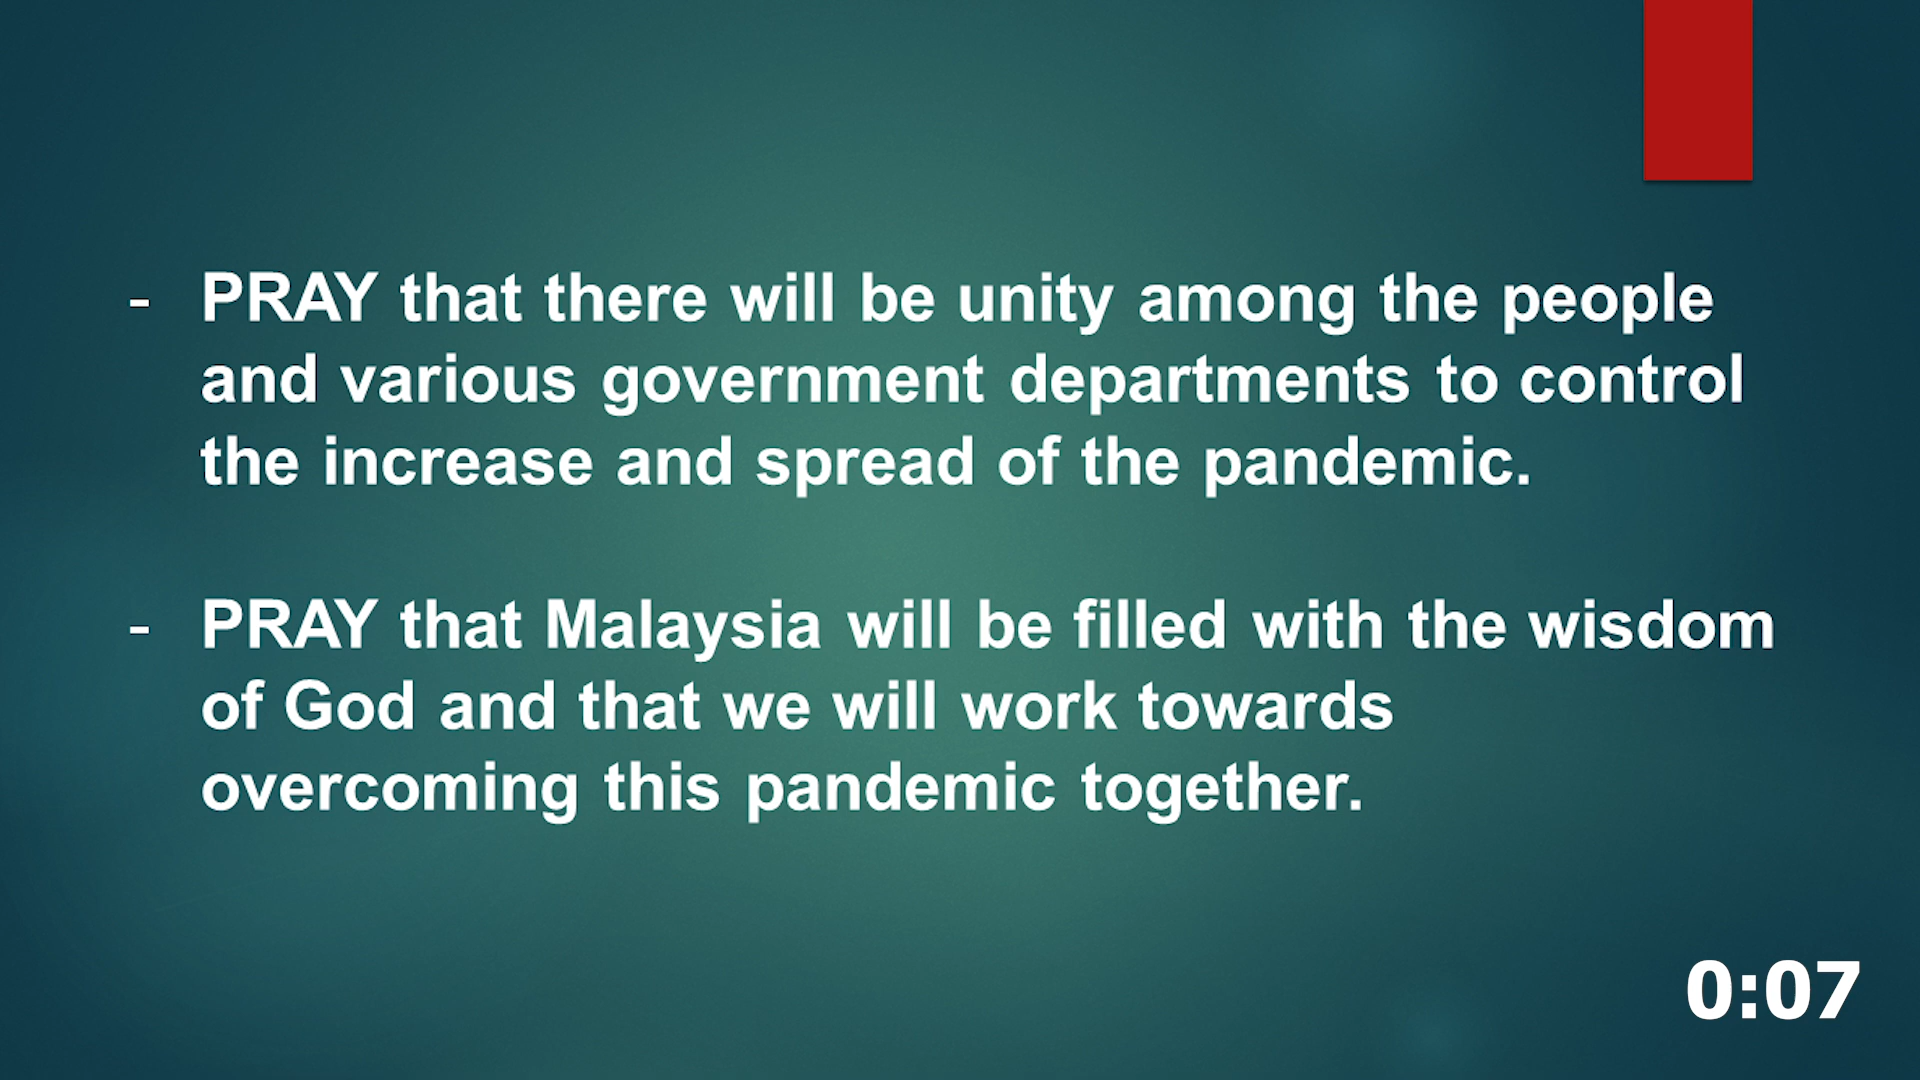 - PRAY that there will be unity among the people
and various government departments to control
the increase and spread of the pandemic.
- PRAY that Malaysia will be filled with the wisdom
of God and that we will work towards
overcoming this pandemic together.
0:07